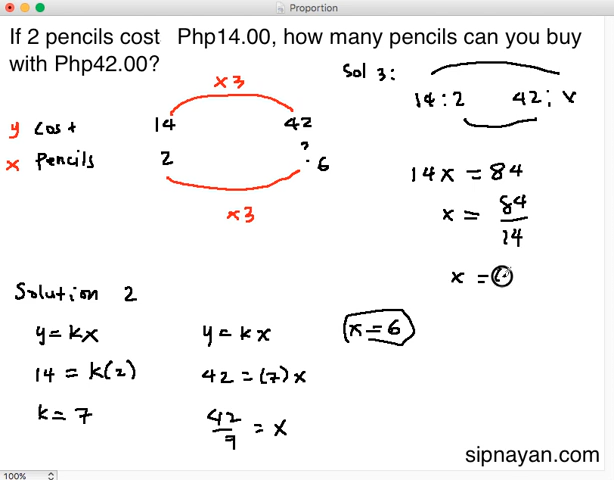 Proportion
If 2 pencils cost Php14.00, how many pencils can you buy
with Php42.00?
x3
y Cost 14 42
x Pencils 2 ? 6
x3
Sol 3:
14 : 2 42 : x
14x = 84
x = 84/14
x =
Solution 2
y = kx
14 = k(2)
k = 7
y = kx
42 = (7)x
42/7 = x
x = 6
sipnayan.com
100%